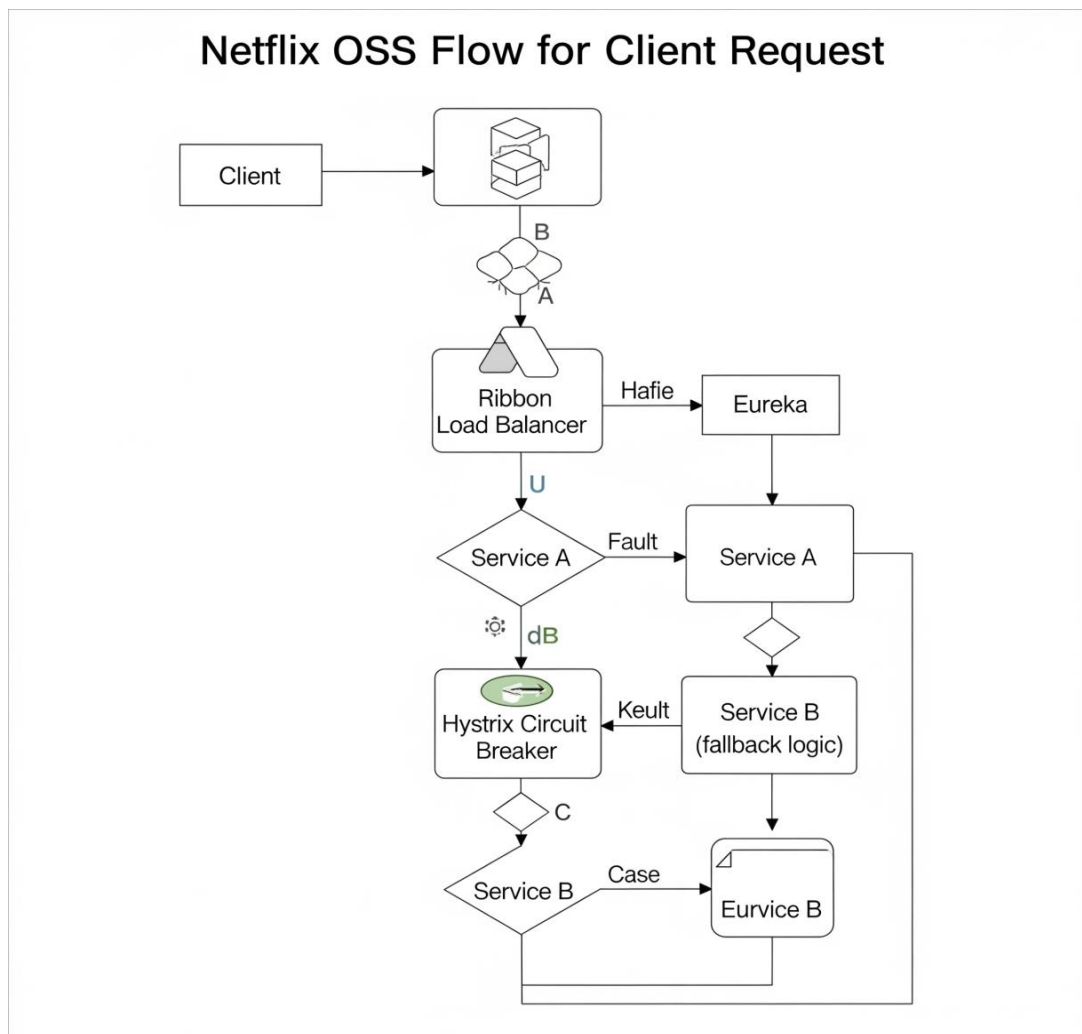 Netflix OSS Flow for Client Request
Client
B
A
Ribbon
Load Balancer
Hafie
Eureka
U
Service A
Fault
Service A
dB
Hystrix Circuit
Breaker
Keult
Service B
(fallback logic)
C
Service B
Case
Eurvice B